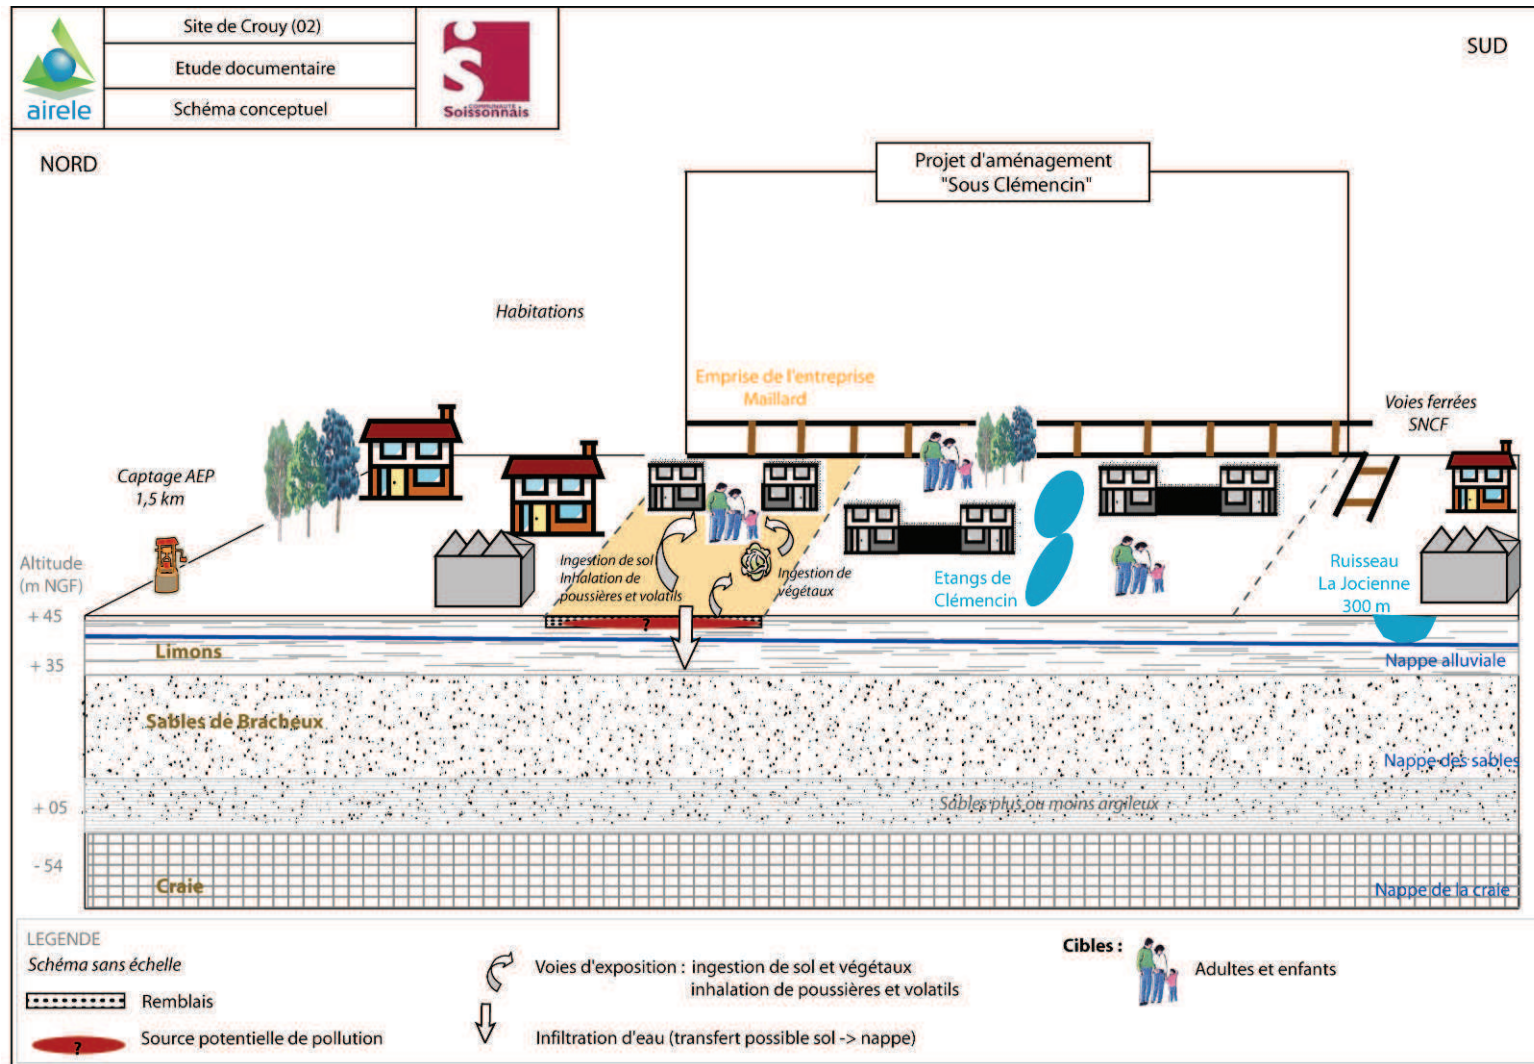 Site de Crouy (02)
Etude documentaire
Schéma conceptuel
airele
COMMUNAUTÉ
Soissonnais
SUD
NORD
Projet d'aménagement
"Sous Clémencin"
Habitations
Emprise de l'entreprise
Maillard
Voies ferrées
SNCF
Captage AEP
1,5 km
Ingestion de sol
Inhalation de
poussières et volatils
Ingestion de
végétaux
Etangs de
Clémencin
Ruisseau
La Jocienne
300 m
Altitude
(m NGF)
+ 45
?
Limons
+ 35
Nappe alluviale
Sables de Bracheux
Nappe des sables
+ 05
Sables plus ou moins argileux
- 54
Craie
Nappe de la craie
LEGENDE
Schéma sans échelle
Remblais
? Source potentielle de pollution
Voies d'exposition : ingestion de sol et végétaux
inhalation de poussières et volatils
Infiltration d'eau (transfert possible sol -> nappe)
Cibles :
Adultes et enfants